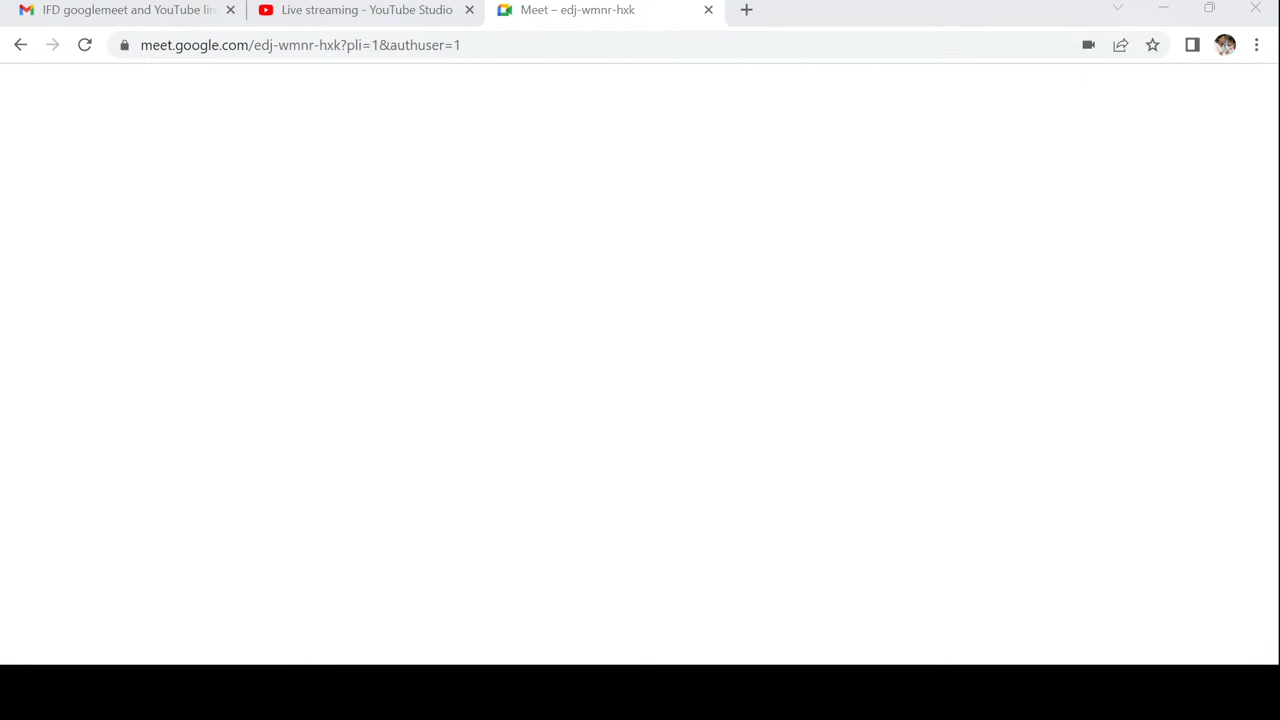 IFD googlemeet and YouTube lin
Live streaming - YouTube Studio
Meet – edj-wmnr-hxk
meet.google.com/edj-wmnr-hxk?pli=1&authuser=1